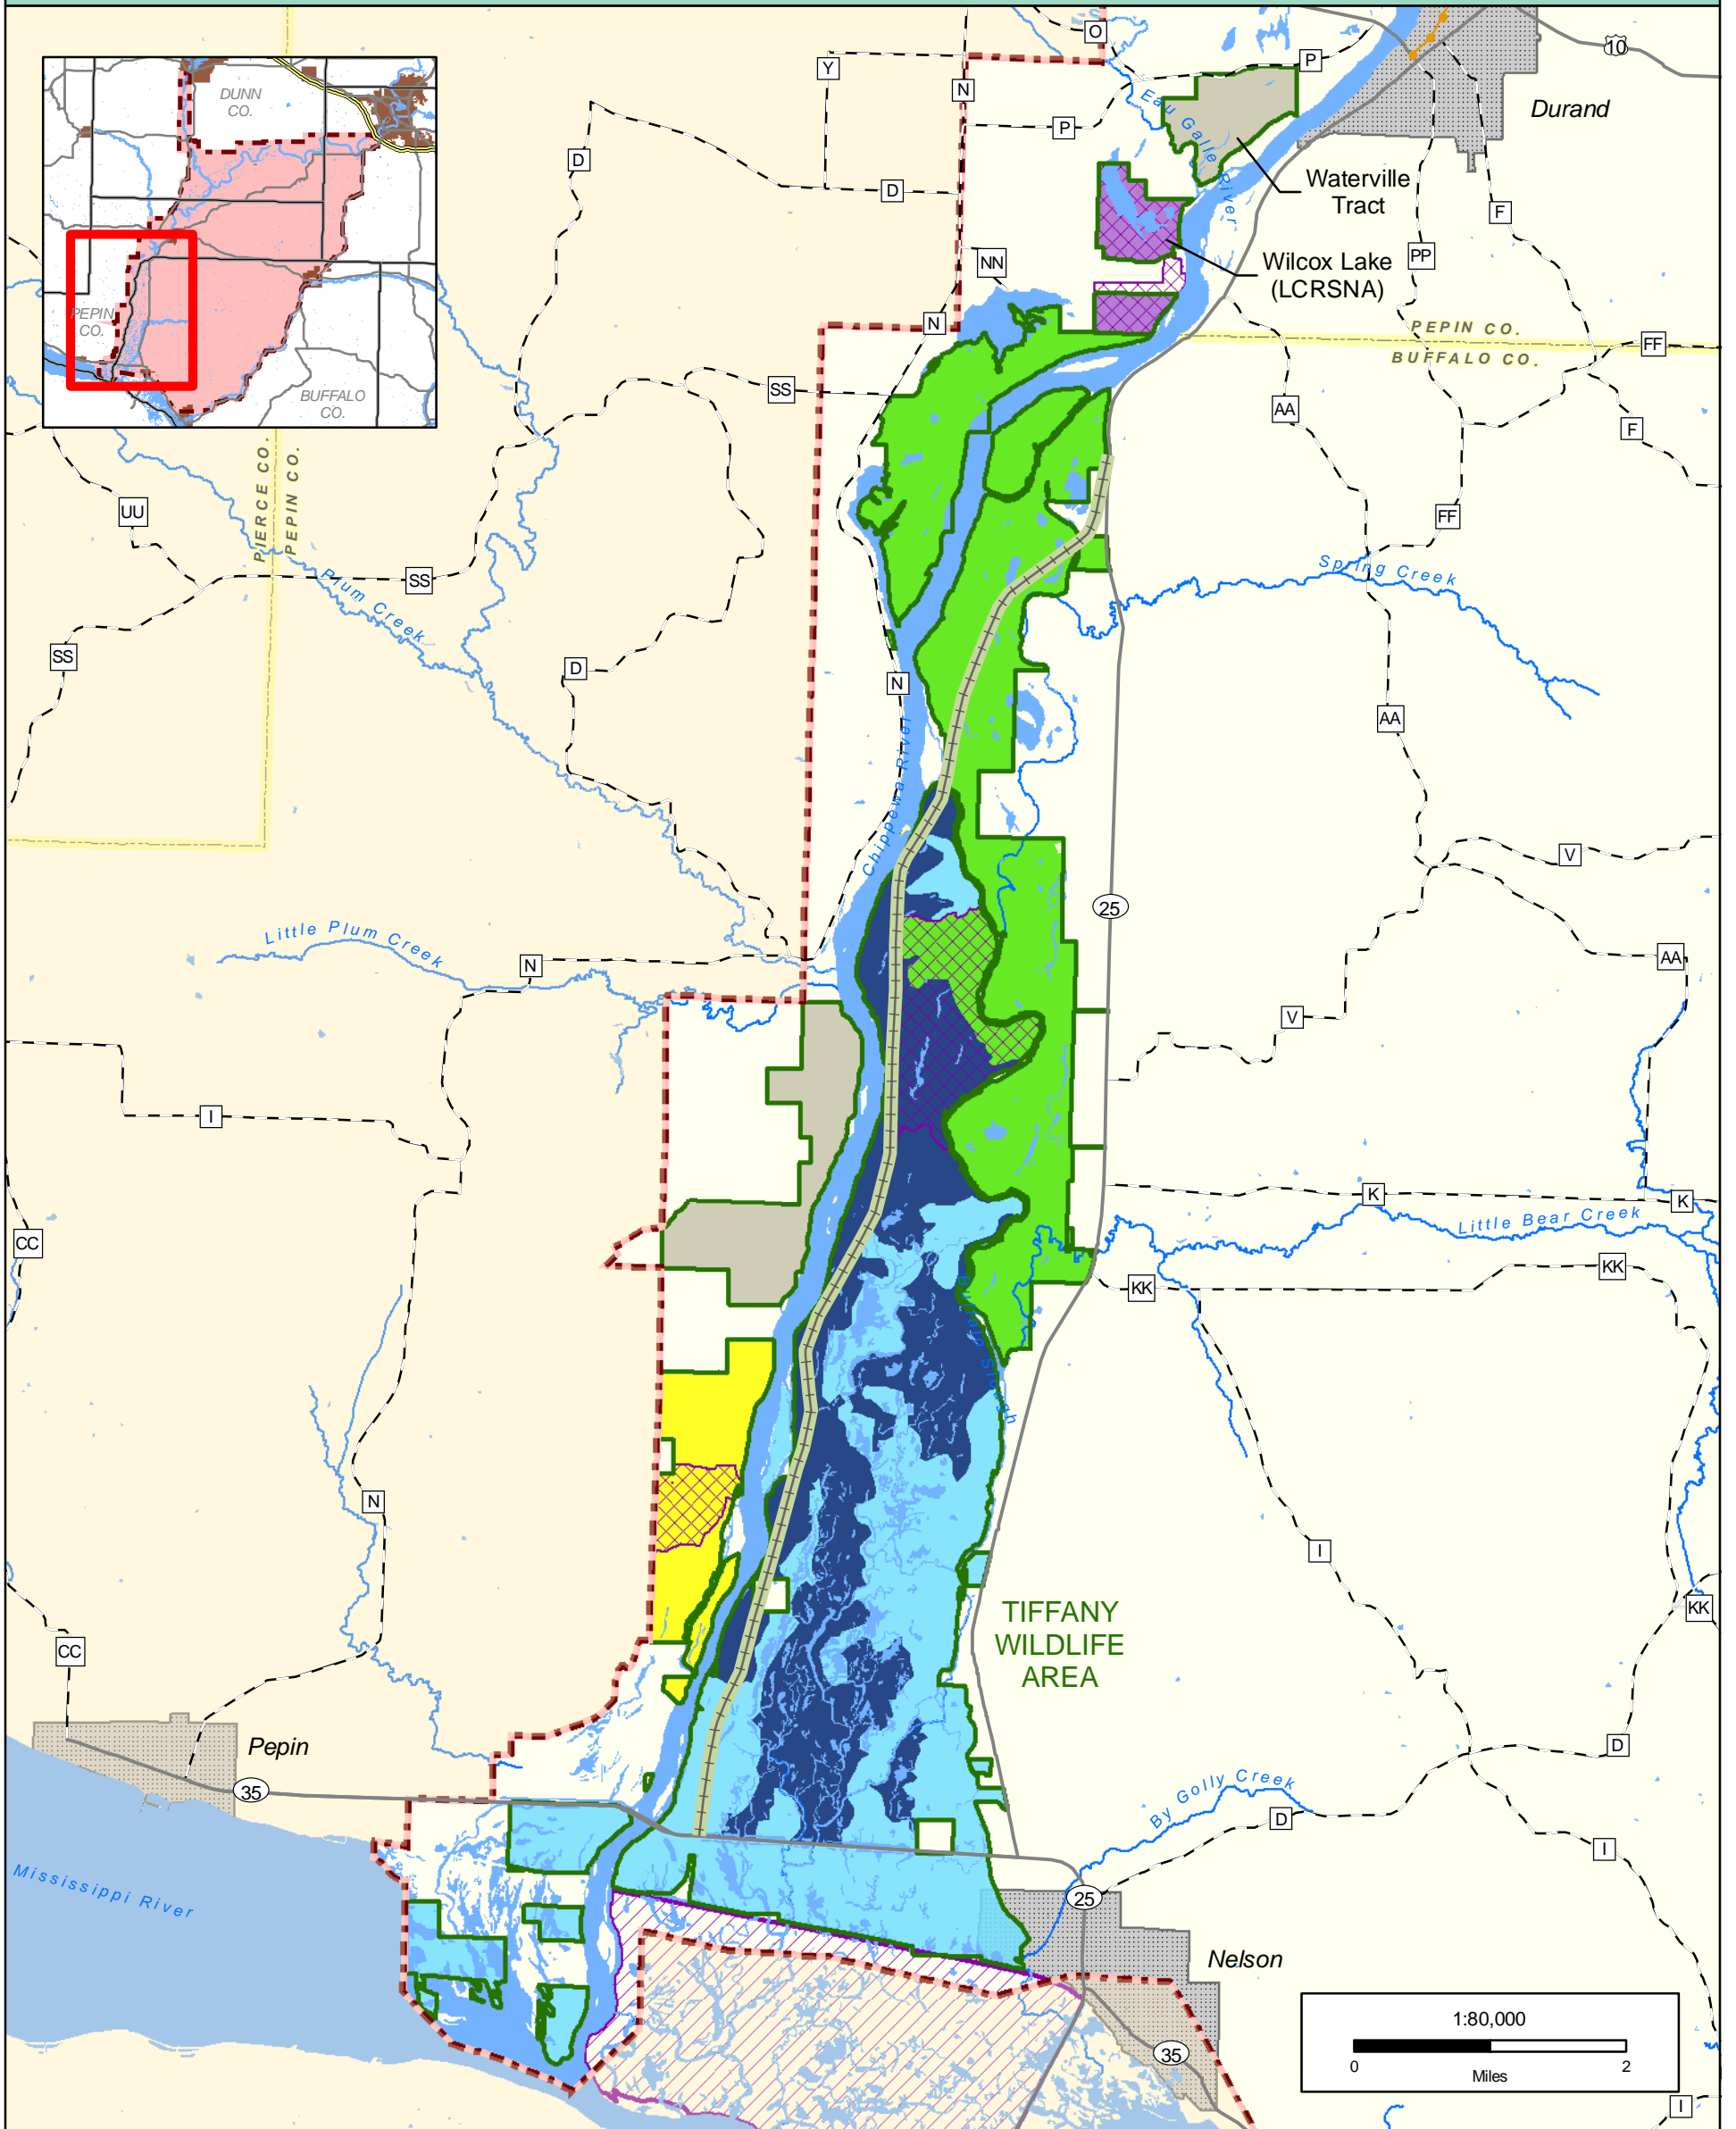 O
10
P
Y
DUNN
CO.
N
Eau Galle River
Durand
P
D
D
Waterville
Tract
F
PP
NN
Wilcox Lake
(LCRSNA)
PEPIN
CO.
N
PEPIN CO.
BUFFALO CO.
FF
BUFFALO
CO.
SS
AA
F
PIERCE CO.
PEPIN CO.
UU
FF
Plum Creek
SS
Spring Creek
SS
D
N
AA
Chippewa River
V
25
Little Plum Creek
N
AA
V
I
K
K
Little Bear Creek
CC
KK
KK
Buffalo Slough
N
I
KK
TIFFANY
WILDLIFE
AREA
CC
Pepin
D
35
By Golly Creek
D
I
Mississippi River
25
Nelson
1:80,000
35
0
2
Miles
I